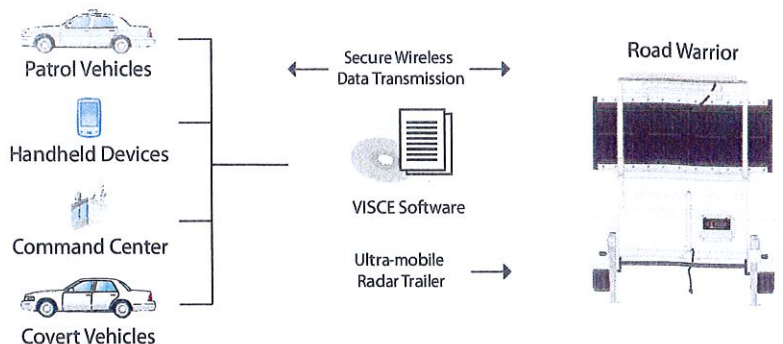 Patrol Vehicles
Handheld Devices
Command Center
Covert Vehicles
Secure Wireless
Data Transmission
VISCE Software
Ultra-mobile
Radar Trailer
Road Warrior